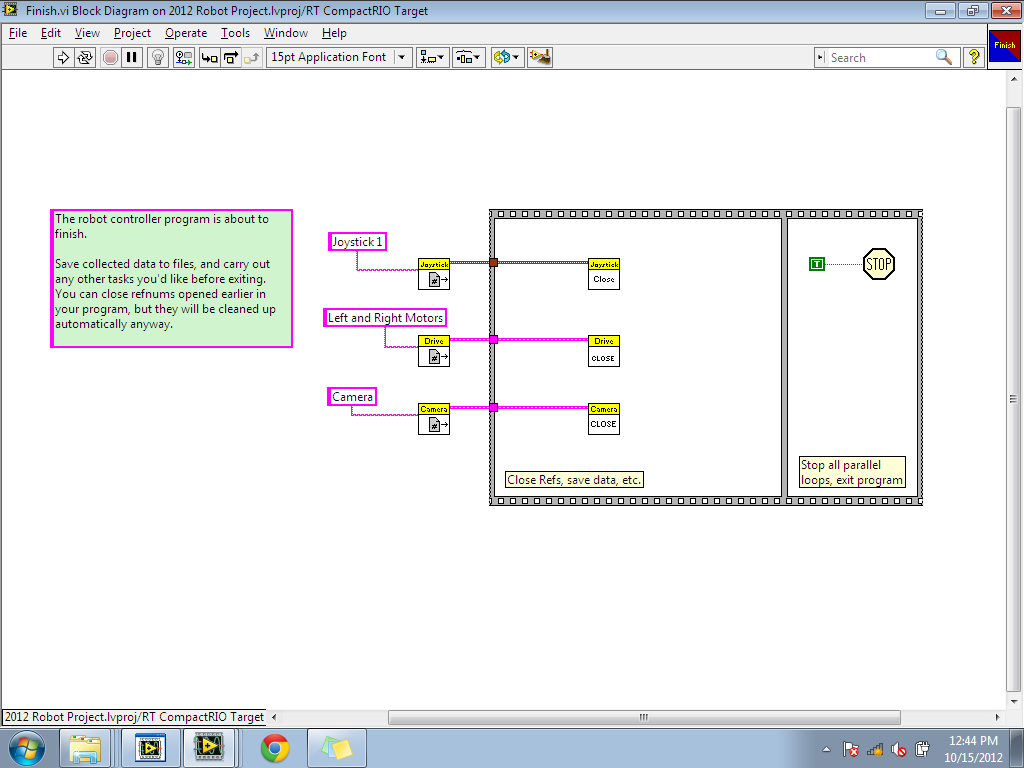 Finish.vi Block Diagram on 2012 Robot Project.lvproj/RT CompactRIO Target
File Edit View Project Operate Tools Window Help
Finish
15pt Application Font
Search
?
The robot controller program is about to
finish.
Save collected data to files, and carry out
any other tasks you'd like before exiting.
You can close refnums opened earlier in
your program, but they will be cleaned up
automatically anyway.
Joystick 1
Joystick
#
Joystick
Close
Left and Right Motors
Drive
#
Drive
CLOSE
Camera
Camera
#
Camera
CLOSE
Close Refs, save data, etc.
T
STOP
Stop all parallel
loops, exit program
2012 Robot Project.lvproj/RT CompactRIO Target
12:44 PM
10/15/2012